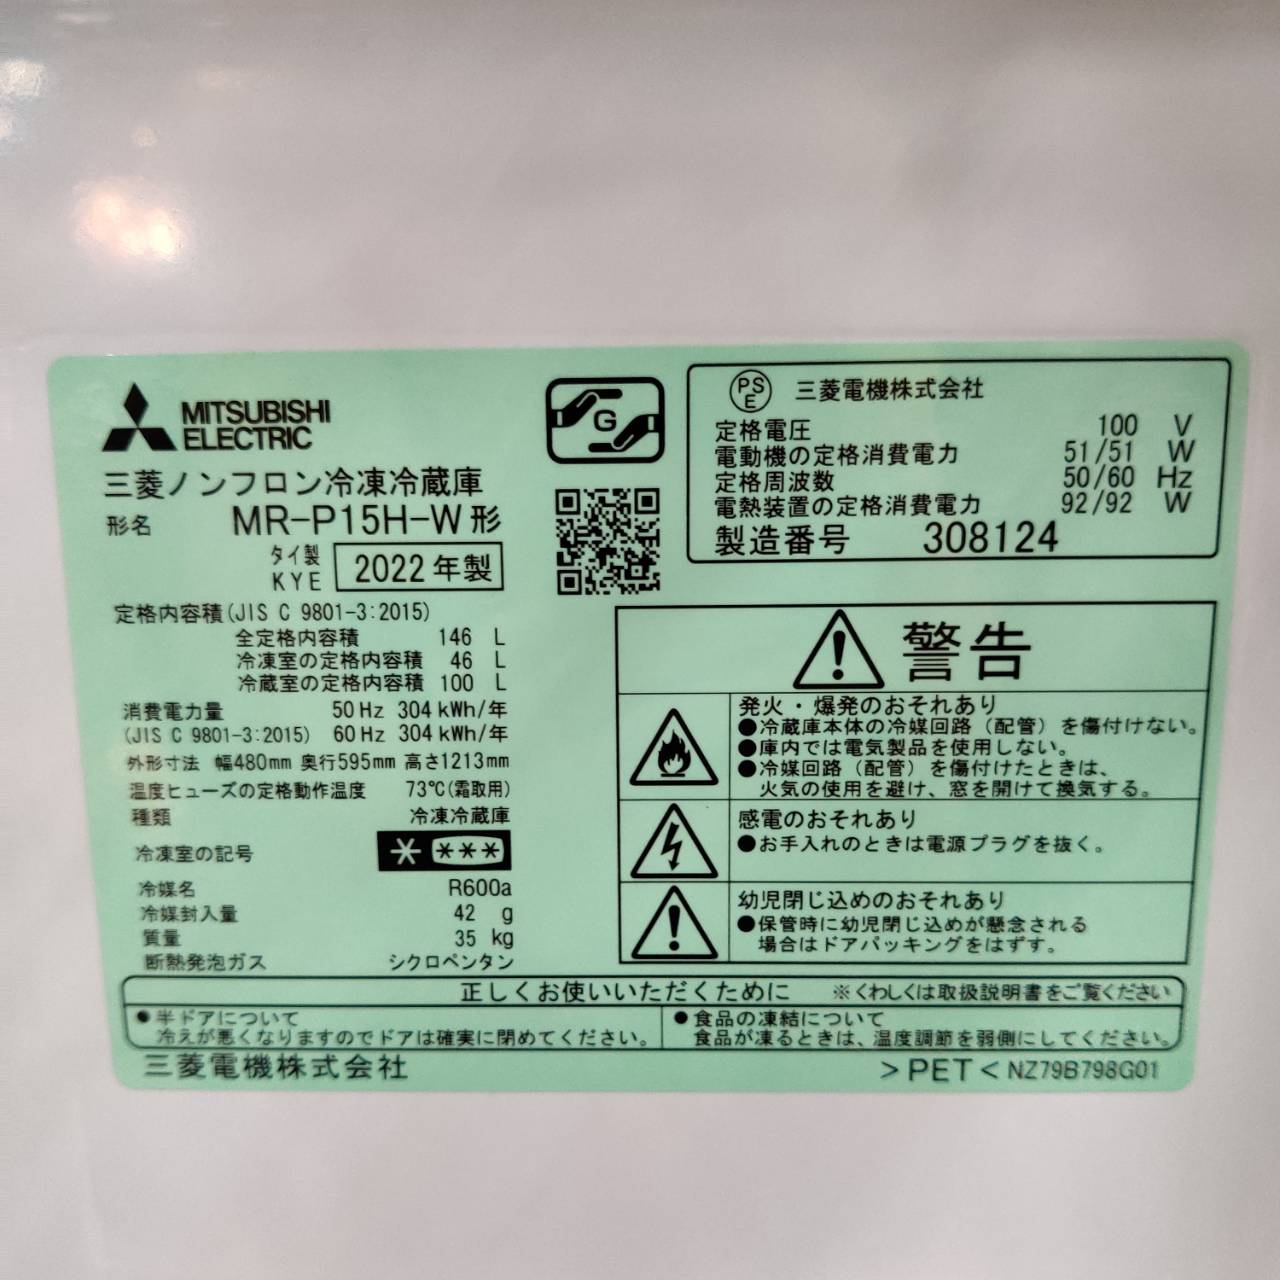 MITSUBISHI
ELECTRIC
三菱ノンフロン冷凍冷蔵庫
形名 MR-P15H-W形
タイ製
KYE 2022年製
定格内容積(JIS C 9801-3:2015)
全定格内容積 146 L
冷凍室の定格内容積 46 L
冷蔵室の定格内容積 100 L
消費電力量 50Hz 304kWh/年
(JIS C 9801-3:2015) 60Hz 304kWh/年
外形寸法 幅480mm 奥行595mm 高さ1213mm
温度ヒューズの定格動作温度 73℃(霜取用)
種類 冷凍冷蔵庫
冷凍室の記号 * ***
冷媒名 R600a
冷媒封入量 42 g
質量 35 kg
断熱発泡ガス シクロペンタン
G
PS
E
三菱電機株式会社
定格電圧 100 V
電動機の定格消費電力 51/51 W
定格周波数 50/60 Hz
電熱装置の定格消費電力 92/92 W
製造番号 308124
警告
発火・爆発のおそれあり
●冷蔵庫本体の冷媒回路（配管）を傷付けない。
●庫内では電気製品を使用しない。
●冷媒回路（配管）を傷付けたときは、
火気の使用を避け、窓を開けて換気する。
感電のおそれあり
●お手入れのときは電源プラグを抜く。
幼児閉じ込めのおそれあり
●保管時に幼児閉じ込めが懸念される
場合はドアパッキングをはずす。
正しくお使いいただくために ※くわしくは取扱説明書をご覧ください
●半ドアについて
冷えが悪くなりますのでドアは確実に閉めてください。
●食品の凍結について
食品が凍るときは、温度調節を弱側にしてください。
三菱電機株式会社
>PET< NZ79B798G01